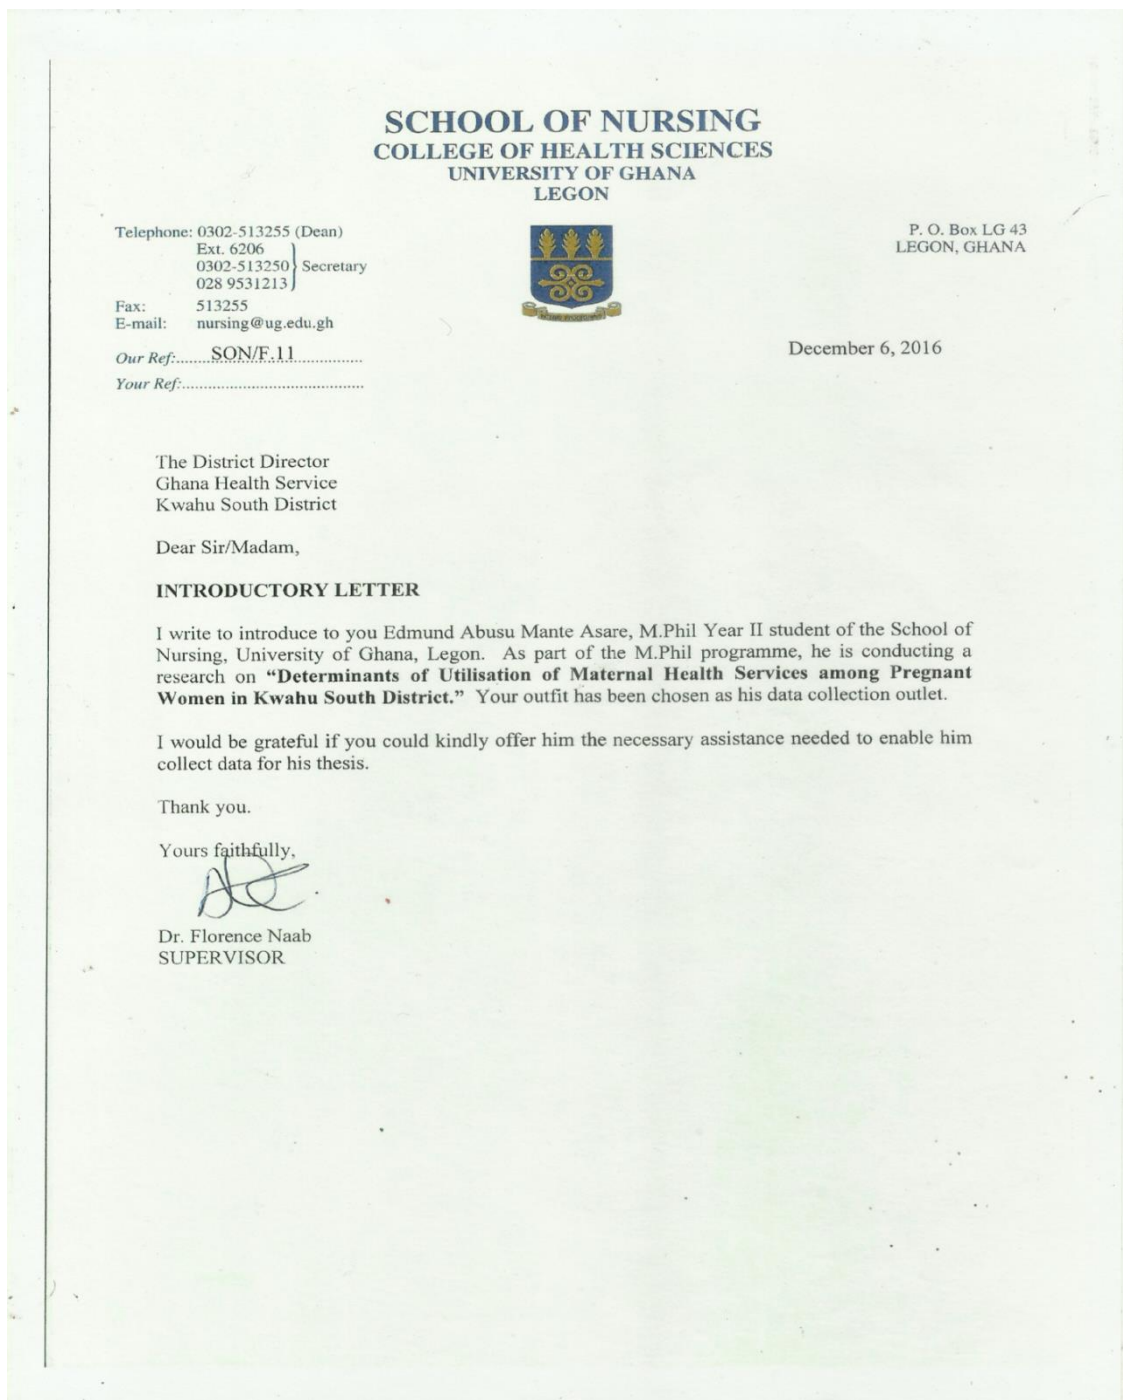 SCHOOL OF NURSING
COLLEGE OF HEALTH SCIENCES
UNIVERSITY OF GHANA
LEGON
Telephone: 0302-513255 (Dean)
Ext. 6206
0302-513250 } Secretary
028 9531213
Fax: 513255
E-mail: nursing@ug.edu.gh
Our Ref:.......SON/F.11...............
Your Ref:..........................................
P. O. Box LG 43
LEGON, GHANA
December 6, 2016
The District Director
Ghana Health Service
Kwahu South District
Dear Sir/Madam,
INTRODUCTORY LETTER
I write to introduce to you Edmund Abusu Mante Asare, M.Phil Year II student of the School of
Nursing, University of Ghana, Legon. As part of the M.Phil programme, he is conducting a
research on “Determinants of Utilisation of Maternal Health Services among Pregnant
Women in Kwahu South District.” Your outfit has been chosen as his data collection outlet.
I would be grateful if you could kindly offer him the necessary assistance needed to enable him
collect data for his thesis.
Thank you.
Yours faithfully,
Dr. Florence Naab
SUPERVISOR